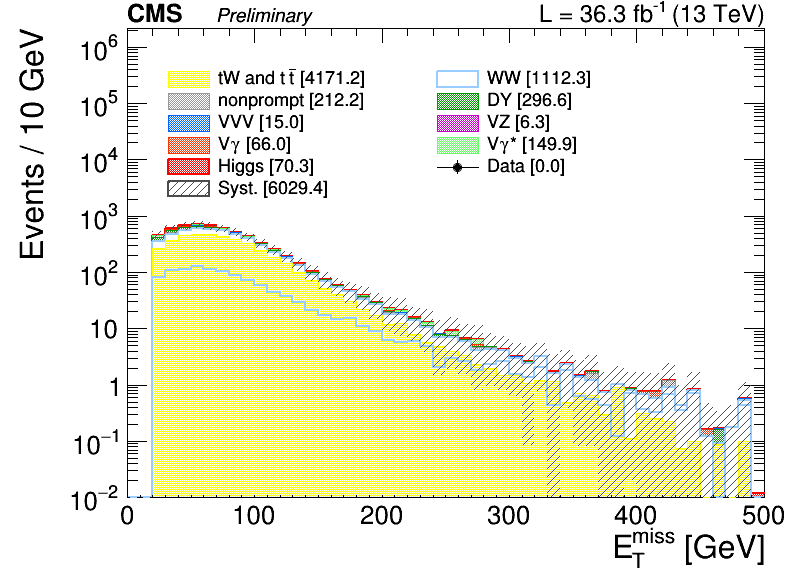 CMS Preliminary L = 36.3 fb⁻¹ (13 TeV)
Events / 10 GeV
10⁶
10⁵
10⁴
10³
10²
10
1
10⁻¹
10⁻²
tW and tt̄ [4171.2]
nonprompt [212.2]
VVV [15.0]
Vγ [66.0]
Higgs [70.3]
Syst. [6029.4]
WW [1112.3]
DY [296.6]
VZ [6.3]
Vγ* [149.9]
Data [0.0]
0 100 200 300 400 500
E_T^miss [GeV]